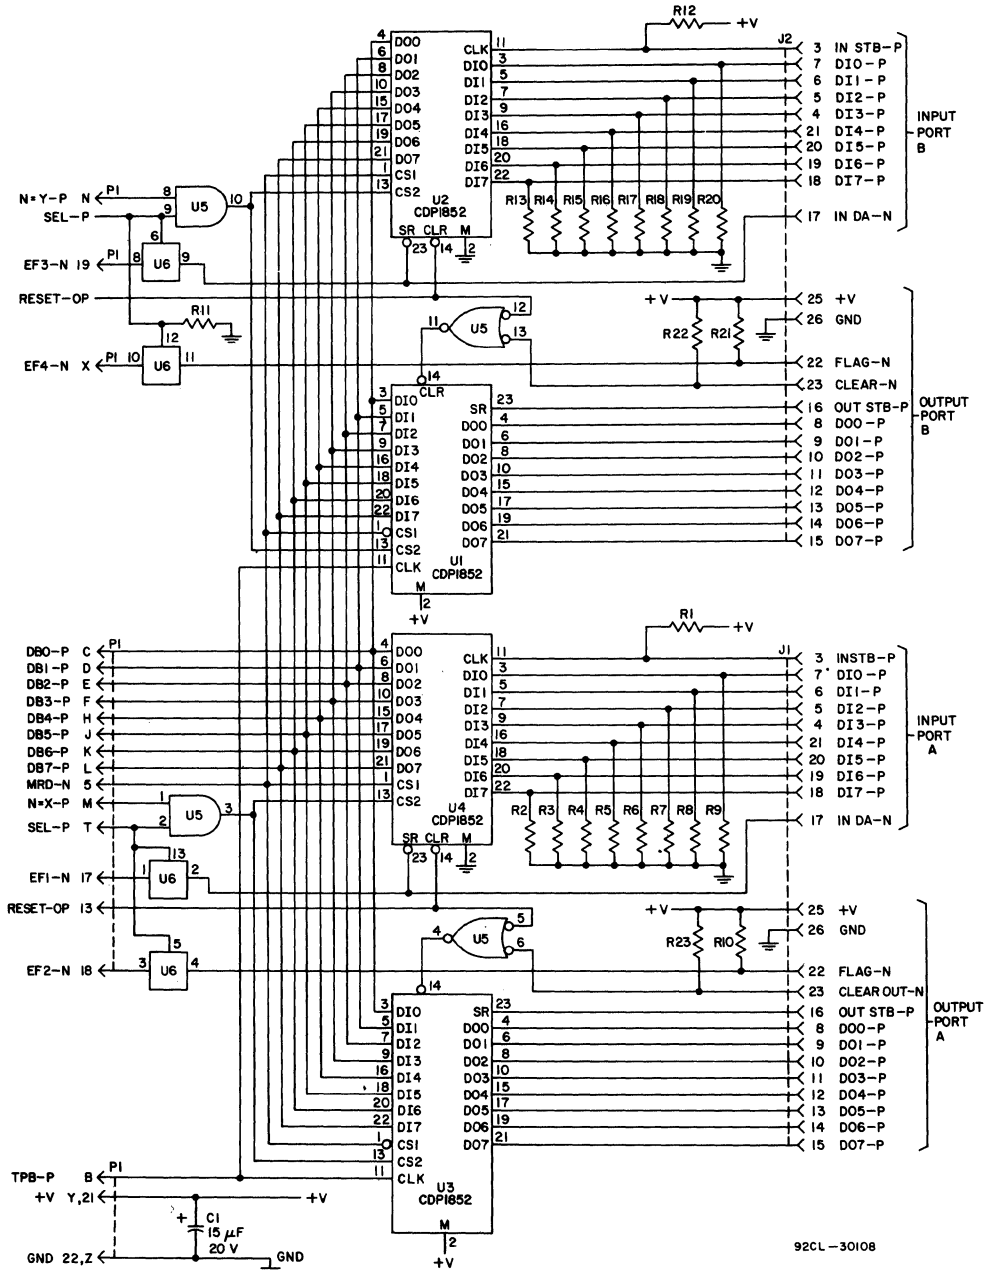 R12
+V
J2
4 DO0
6 DO1
8 DO2
10 DO3
15 DO4
17 DO5
19 DO6
21 DO7
1 CS1
13 CS2
CLK 11
DI0 3
DI1 5
DI2 7
DI3 9
DI4 16
DI5 18
DI6 20
DI7 22
U2
CDP1852
SR CLR M
23 14 2
3 IN STB-P
7 DI0-P
6 DI1-P
5 DI2-P
4 DI3-P
21 DI4-P
20 DI5-P
19 DI6-P
18 DI7-P
17 IN DA-N
INPUT
PORT
B
R13 R14 R15 R16 R17 R18 R19 R20
N=Y-P N P1 8
SEL-P 9
U5 10
6
EF3-N 19 P1 8 U6 9
RESET-OP
R11
12
EF4-N X P1 10 U6 11
11 U5 12
13
+V
R22 R21
25 +V
26 GND
22 FLAG-N
23 CLEAR-N
16 OUT STB-P
8 DO0-P
9 DO1-P
10 DO2-P
11 DO3-P
12 DO4-P
13 DO5-P
14 DO6-P
15 DO7-P
OUTPUT
PORT
B
14
CLR
3 DI0
5 DI1
7 DI2
9 DI3
16 DI4
18 DI5
20 DI6
22 DI7
1 CS1
13 CS2
11 CLK
SR 23
DO0 4
DO1 6
DO2 8
DO3 10
DO4 15
DO5 17
DO6 19
DO7 21
U1
CDP1852
M
2
+V
R1
+V
J1
P1
DB0-P C
DB1-P D
DB2-P E
DB3-P F
DB4-P H
DB5-P J
DB6-P K
DB7-P L
MRD-N 5
N=X-P M 1
SEL-P T 2
U5 3
13
EF1-N 17 1 U6 2
RESET-OP 13
5
EF2-N 18 3 U6 4
4 DO0
6 DO1
8 DO2
10 DO3
15 DO4
17 DO5
19 DO6
21 DO7
1 CS1
13 CS2
CLK 11
DI0 3
DI1 5
DI2 7
DI3 9
DI4 16
DI5 18
DI6 20
DI7 22
U4
CDP1852
SR CLR M
23 14 2
R2 R3 R4 R5 R6 R7 R8 R9
3 INSTB-P
7 DI0-P
6 DI1-P
5 DI2-P
4 DI3-P
21 DI4-P
20 DI5-P
19 DI6-P
18 DI7-P
17 IN DA-N
INPUT
PORT
A
4 U5 5
6
+V
R23 R10
25 +V
26 GND
22 FLAG-N
23 CLEAR OUT-N
16 OUT STB-P
8 DO0-P
9 DO1-P
10 DO2-P
11 DO3-P
12 DO4-P
13 DO5-P
14 DO6-P
15 DO7-P
OUTPUT
PORT
A
14
3 DI0
5 DI1
7 DI2
9 DI3
16 DI4
18 DI5
20 DI6
22 DI7
1 CS1
13 CS2
11 CLK
SR 23
DO0 4
DO1 6
DO2 8
DO3 10
DO4 15
DO5 17
DO6 19
DO7 21
U3
CDP1852
M
2
+V
TPB-P B P1
+V Y,21 +V
+ C1
15 µF
20 V
GND 22,Z GND
92CL-30108